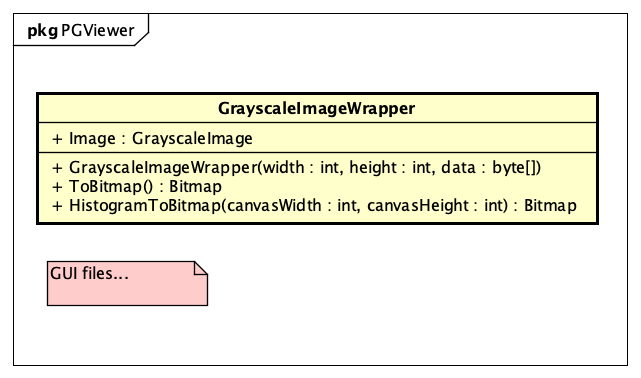 pkg PGViewer
GrayscaleImageWrapper
+ Image : GrayscaleImage
+ GrayscaleImageWrapper(width : int, height : int, data : byte[])
+ ToBitmap() : Bitmap
+ HistogramToBitmap(canvasWidth : int, canvasHeight : int) : Bitmap
GUI files...